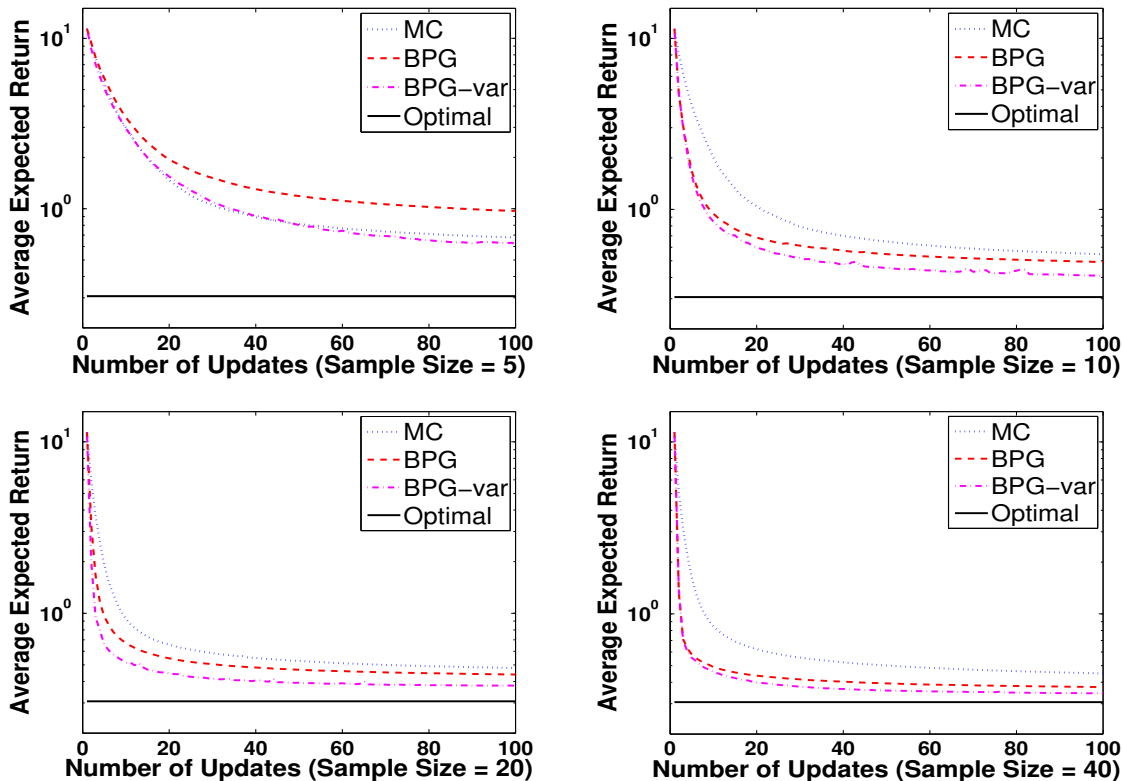 Average Expected Return
10^1
10^0
MC
BPG
BPG-var
Optimal
0 20 40 60 80 100
Number of Updates (Sample Size = 5)
Average Expected Return
10^1
10^0
MC
BPG
BPG-var
Optimal
0 20 40 60 80 100
Number of Updates (Sample Size = 10)
Average Expected Return
10^1
10^0
MC
BPG
BPG-var
Optimal
0 20 40 60 80 100
Number of Updates (Sample Size = 20)
Average Expected Return
10^1
10^0
MC
BPG
BPG-var
Optimal
0 20 40 60 80 100
Number of Updates (Sample Size = 40)